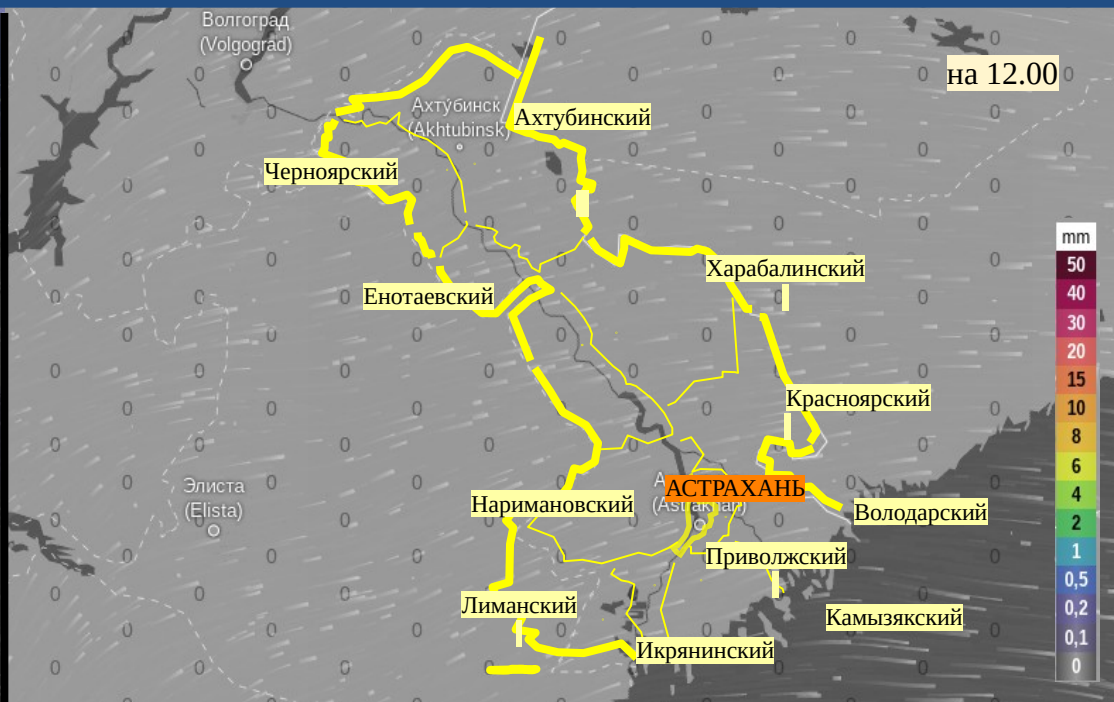 Волгоград
(Volgograd)
на 12.00
Ахтубинск
(Akhtubinsk)
Ахтубинский
Черноярский
Харабалинский
Енотаевский
Красноярский
Элиста
(Elista)
АСТРАХАНЬ
(Astrakhan)
Наримановский
Володарский
Приволжский
Лиманский
Камызякский
Икрянинский
mm
50
40
30
20
15
10
8
6
4
2
1
0,5
0,2
0,1
0